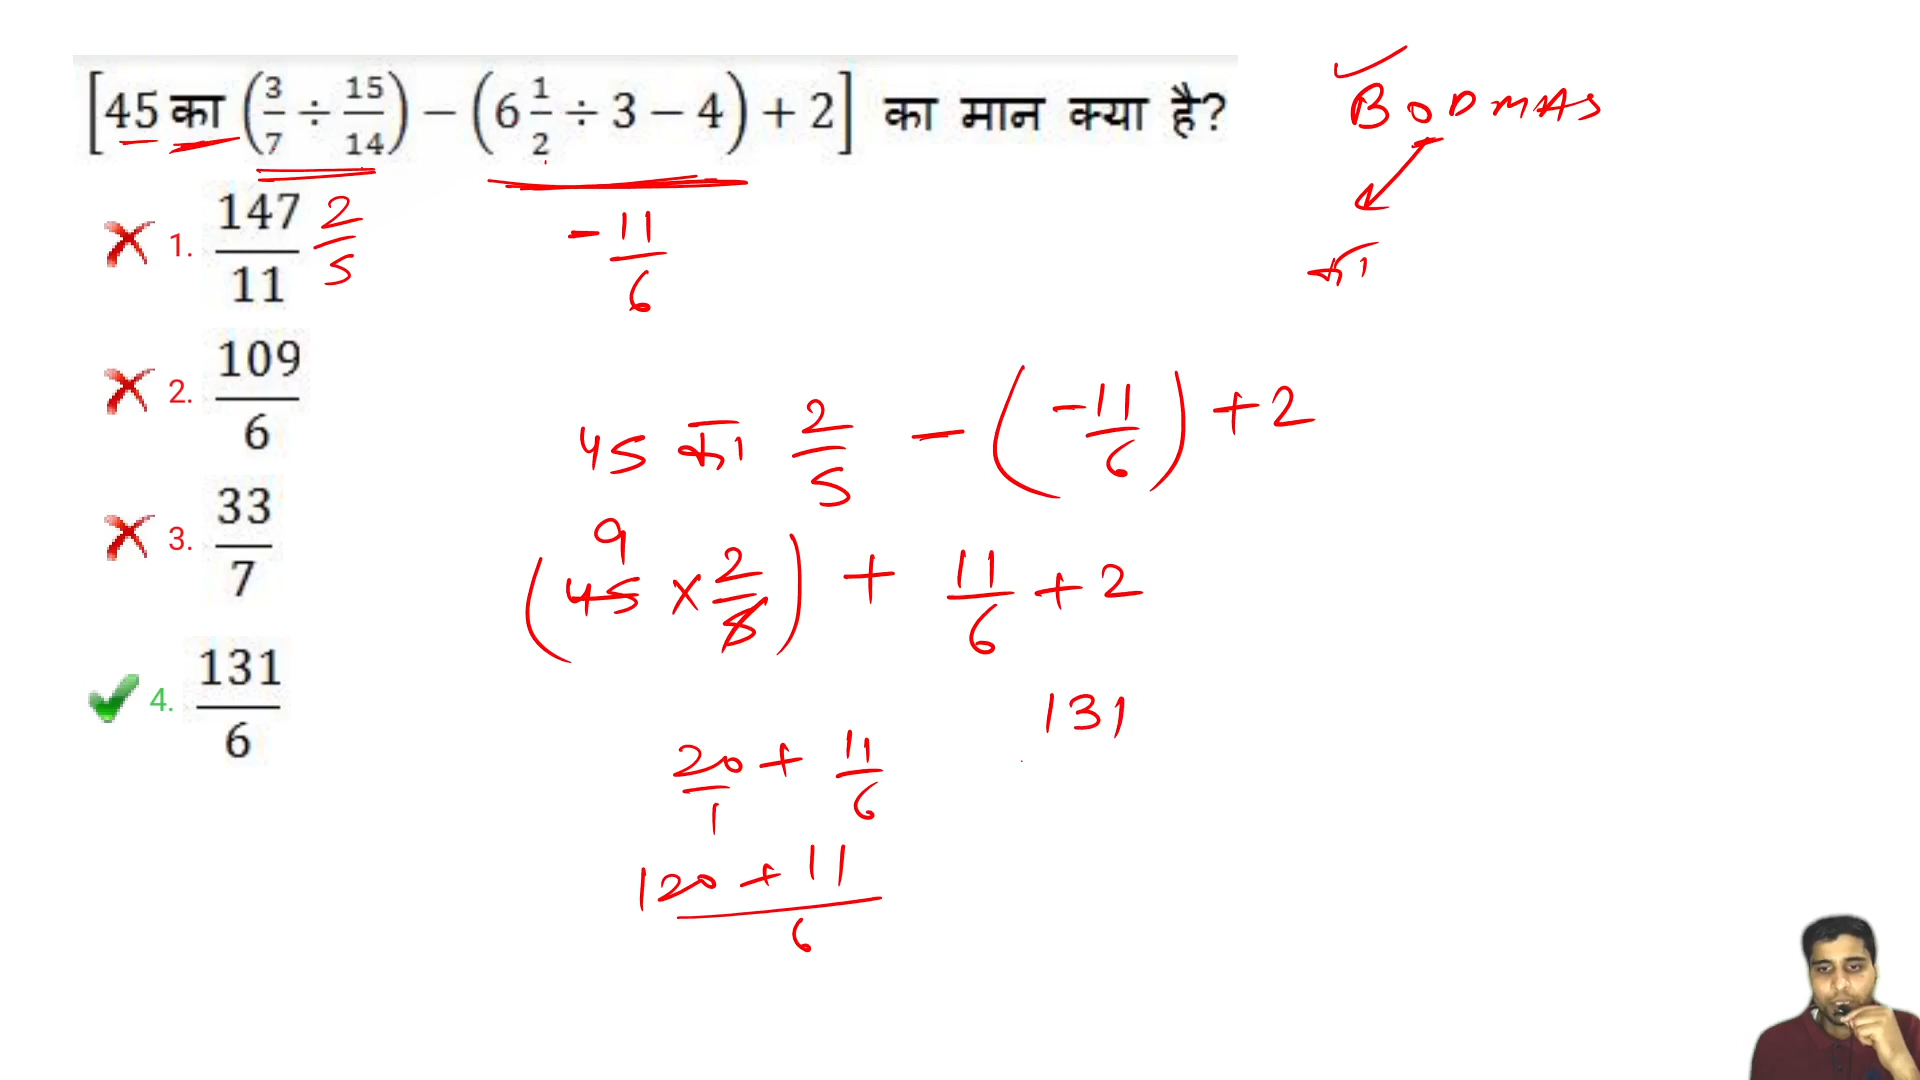 [45 का (3/7 ÷ 15/14) − (6 1/2 ÷ 3 − 4) + 2] का मान क्या है?
B O D M A S
का
1. 147/11
2/5
-11/6
2. 109/6
45 का 2/5 - (-11/6) + 2
3. 33/7
9
(45 × 2/5) + 11/6 + 2
4. 131/6
131
20/1 + 11/6
120 + 11/6